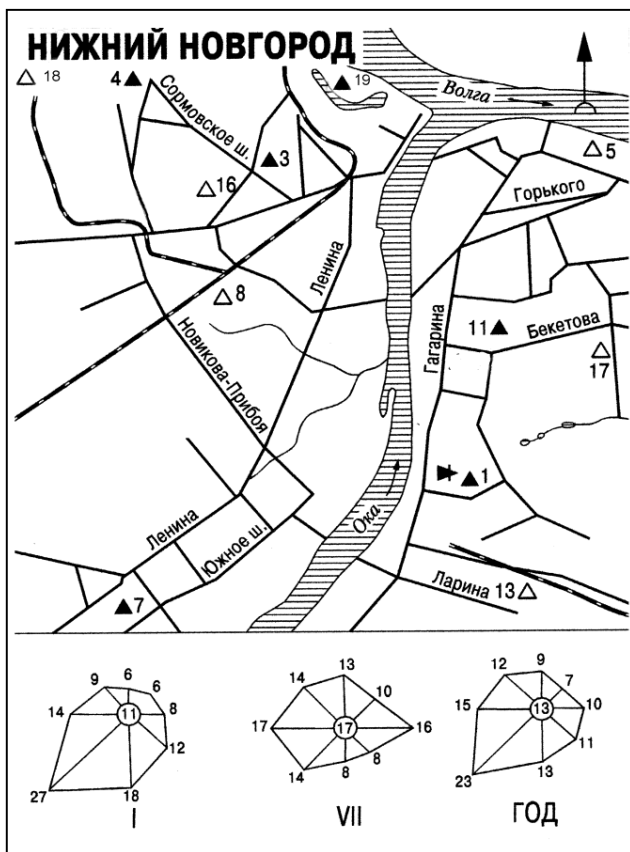 НИЖНИЙ НОВГОРОД
18
4
19
Сормовское ш.
Волга
3
5
16
Горького
Ленина
8
Гагарина
11
Бекетова
17
Новикова-Прибоя
1
Ока
Ленина
Южное ш.
Ларина 13
7
9 6 6
14 11 8
12
27 18
I
14 13
10
17 17 16
14 8 8
VII
12 9 7
15 13 10
11
23 13
ГОД